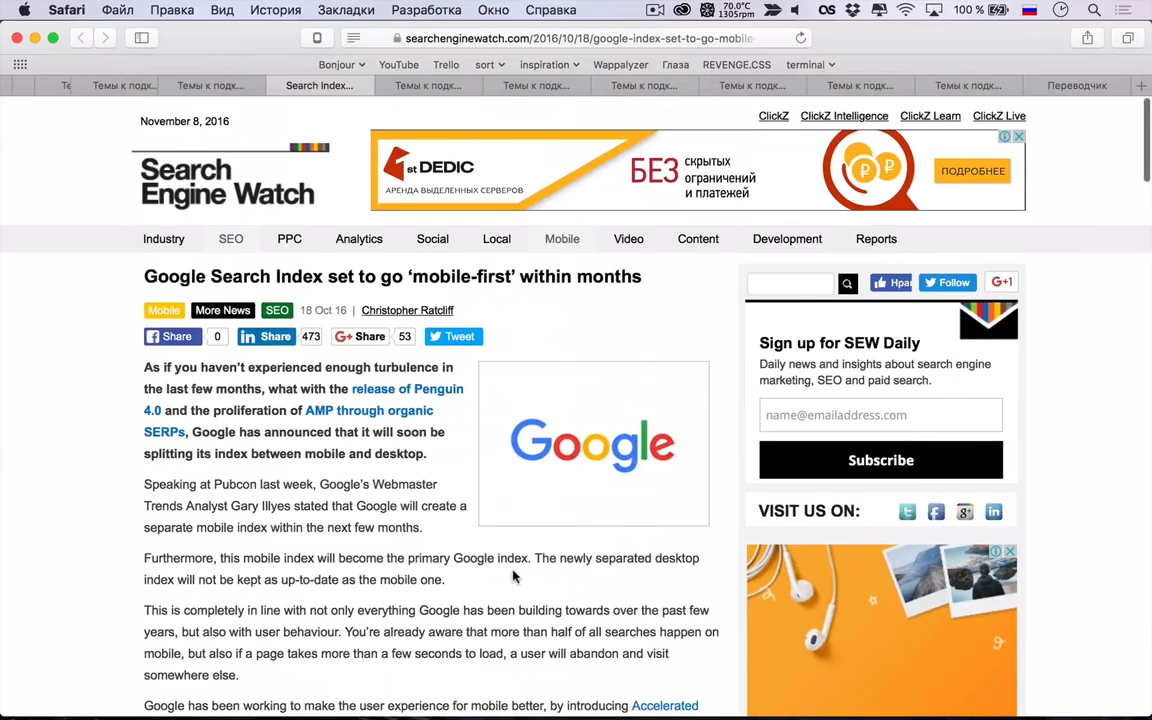 Safari Файл Правка Вид История Закладки Разработка Окно Справка 70.0°C 1305rpm 100 %
searchenginewatch.com/2016/10/18/google-index-set-to-go-mobile-
Bonjour YouTube Trello sort inspiration Wappalyzer Глаза REVENGE.CSS terminal
Те Темы к подк... Темы к подк... Search Index... Темы к подк... Темы к подк... Темы к подк... Темы к подк... Темы к подк... Темы к подк... Переводчик
November 8, 2016
ClickZ ClickZ Intelligence ClickZ Learn ClickZ Live
Search
Engine Watch
1st DEDIC
АРЕНДА ВЫДЕЛЕННЫХ СЕРВЕРОВ
БЕЗ скрытых
ограничений
и платежей
ПОДРОБНЕЕ
Industry SEO PPC Analytics Social Local Mobile Video Content Development Reports
Google Search Index set to go ‘mobile-first’ within months
Mobile More News SEO 18 Oct 16 | Christopher Ratcliff
Share 0 Share 473 G+ Share 53 Tweet
As if you haven’t experienced enough turbulence in
the last few months, what with the release of Penguin
4.0 and the proliferation of AMP through organic
SERPs, Google has announced that it will soon be
splitting its index between mobile and desktop.
Google
Speaking at Pubcon last week, Google’s Webmaster
Trends Analyst Gary Illyes stated that Google will create a
separate mobile index within the next few months.
Furthermore, this mobile index will become the primary Google index. The newly separated desktop
index will not be kept as up-to-date as the mobile one.
This is completely in line with not only everything Google has been building towards over the past few
years, but also with user behaviour. You’re already aware that more than half of all searches happen on
mobile, but also if a page takes more than a few seconds to load, a user will abandon and visit
somewhere else.
Google has been working to make the user experience for mobile better, by introducing Accelerated
Нра Follow G+1
Sign up for SEW Daily
Daily news and insights about search engine
marketing, SEO and paid search.
name@emailaddress.com
Subscribe
VISIT US ON: